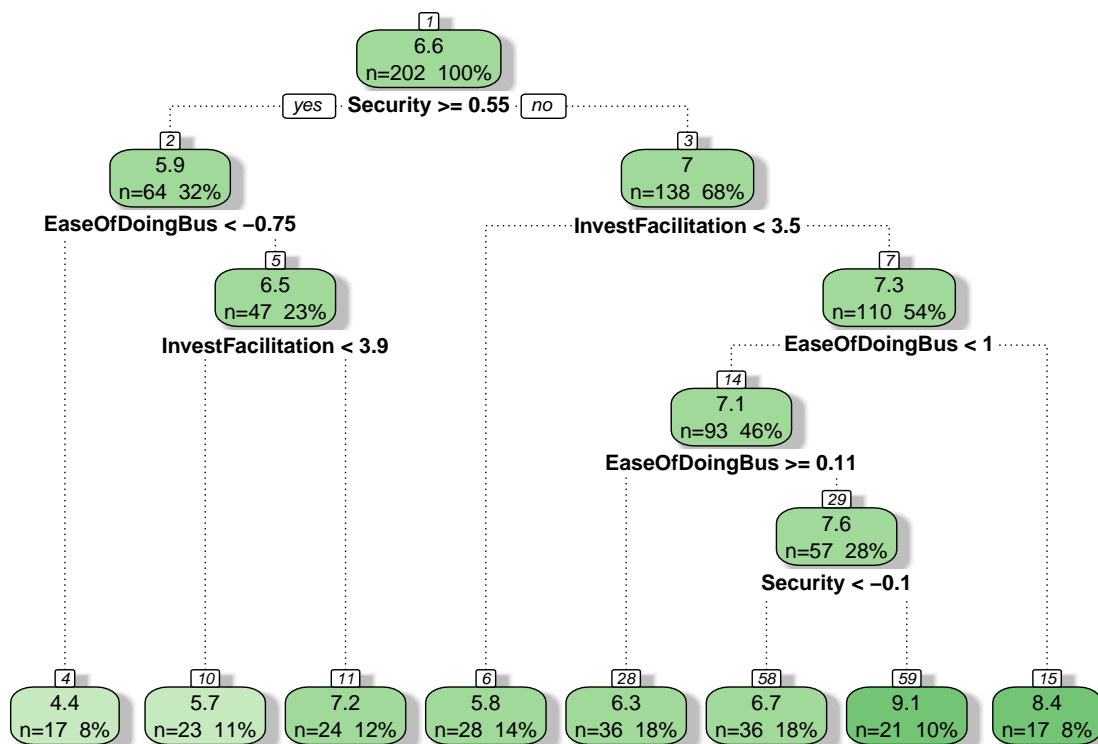 1
6.6
n=202 100%
yes Security >= 0.55 no
2 3
5.9 7
n=64 32% n=138 68%
EaseOfDoingBus < −0.75 InvestFacilitation < 3.5
5 7
6.5 7.3
n=47 23% n=110 54%
InvestFacilitation < 3.9 EaseOfDoingBus < 1
14
7.1
n=93 46%
EaseOfDoingBus >= 0.11
29
7.6
n=57 28%
Security < −0.1
4 10 11 6 28 58 59 15
4.4 5.7 7.2 5.8 6.3 6.7 9.1 8.4
n=17 8% n=23 11% n=24 12% n=28 14% n=36 18% n=36 18% n=21 10% n=17 8%